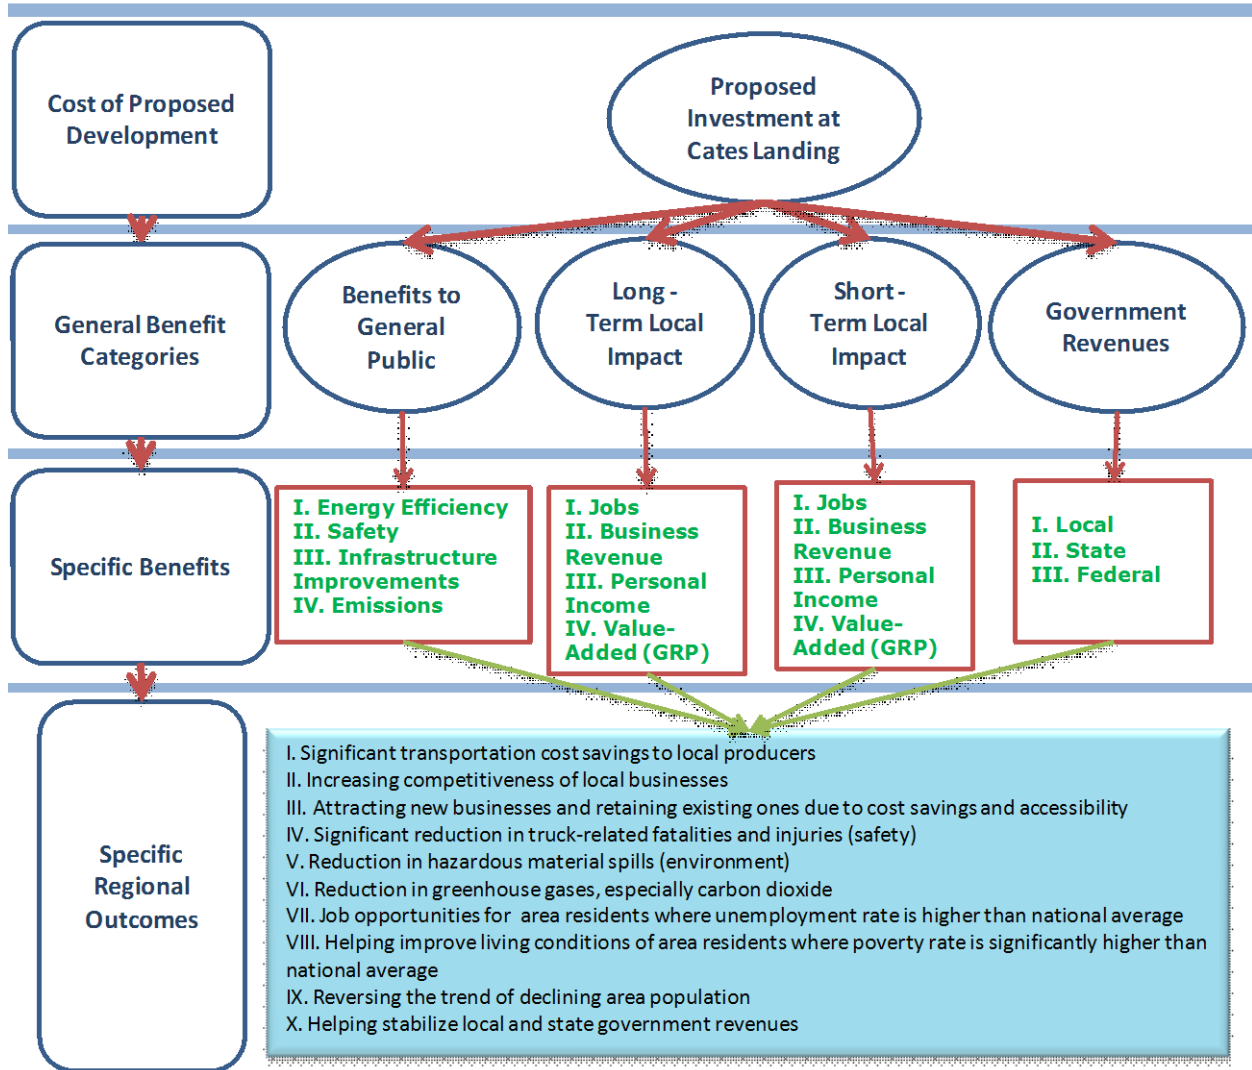 Cost of Proposed
Development
Proposed
Investment at
Cates Landing
General Benefit
Categories
Benefits to
General
Public
Long -
Term Local
Impact
Short -
Term Local
Impact
Government
Revenues
Specific Benefits
I. Energy Efficiency
II. Safety
III. Infrastructure
Improvements
IV. Emissions
I. Jobs
II. Business
Revenue
III. Personal
Income
IV. Value-
Added (GRP)
I. Jobs
II. Business
Revenue
III. Personal
Income
IV. Value-
Added (GRP)
I. Local
II. State
III. Federal
Specific
Regional
Outcomes
I. Significant transportation cost savings to local producers
II. Increasing competitiveness of local businesses
III. Attracting new businesses and retaining existing ones due to cost savings and accessibility
IV. Significant reduction in truck-related fatalities and injuries (safety)
V. Reduction in hazardous material spills (environment)
VI. Reduction in greenhouse gases, especially carbon dioxide
VII. Job opportunities for area residents where unemployment rate is higher than national average
VIII. Helping improve living conditions of area residents where poverty rate is significantly higher than
national average
IX. Reversing the trend of declining area population
X. Helping stabilize local and state government revenues